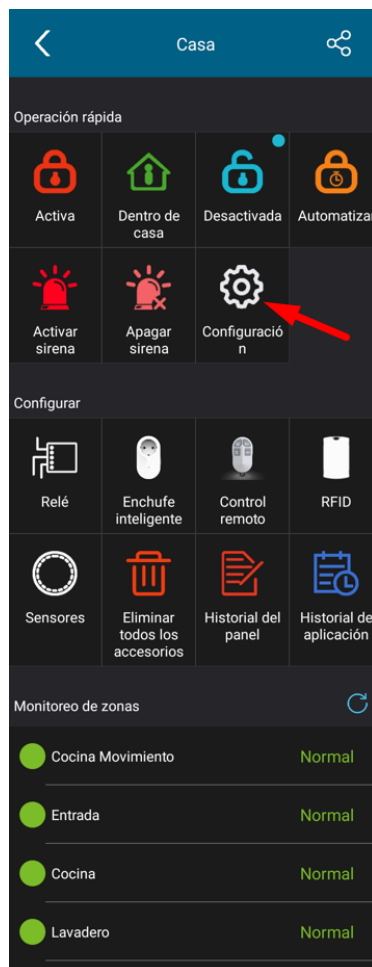 Casa
Operación rápida
Activa
Dentro de
casa
Desactivada
Automatizar
Activar
sirena
Apagar
sirena
Configuració
n
Configurar
Relé
Enchufe
inteligente
Control
remoto
RFID
Sensores
Eliminar
todos los
accesorios
Historial del
panel
Historial de
aplicación
Monitoreo de zonas
Cocina Movimiento Normal
Entrada Normal
Cocina Normal
Lavadero Normal